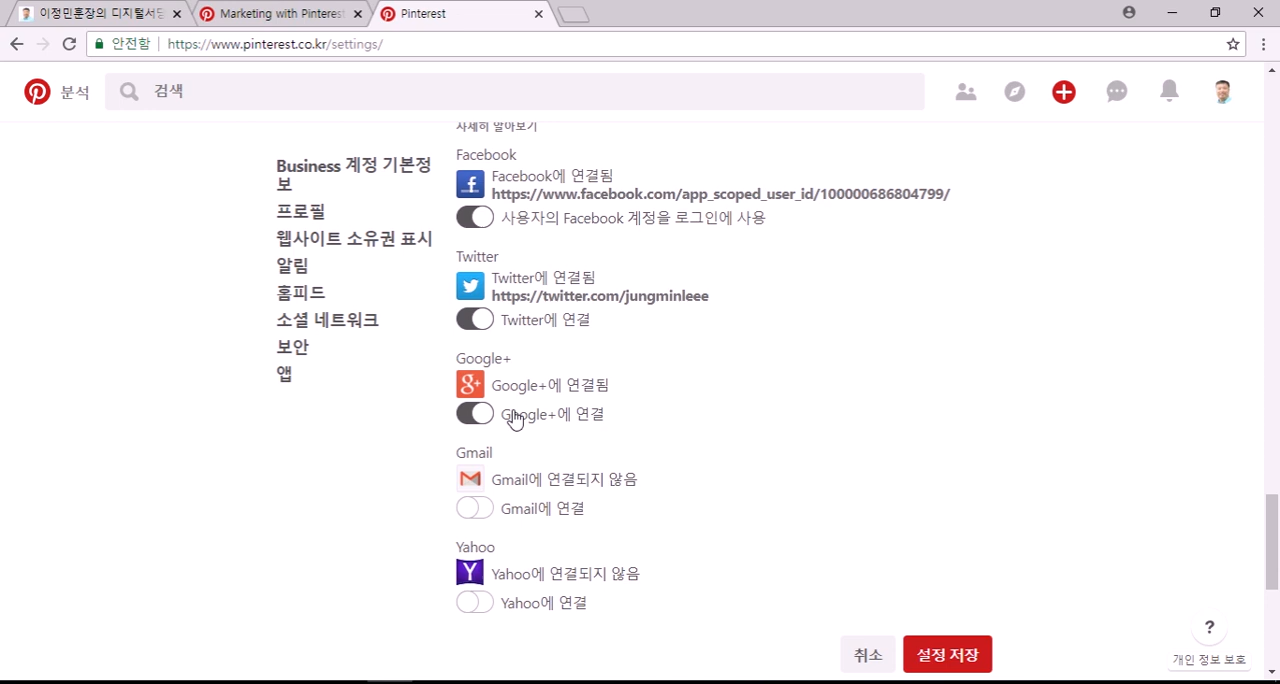 이정민훈장의 디지털서당
Marketing with Pinterest
Pinterest
안전함
https://www.pinterest.co.kr/settings/
분석
검색
자세히 알아보기
Business 계정 기본정
보
프로필
웹사이트 소유권 표시
알림
홈피드
소셜 네트워크
보안
앱
Facebook
Facebook에 연결됨
https://www.facebook.com/app_scoped_user_id/100000686804799/
사용자의 Facebook 계정을 로그인에 사용
Twitter
Twitter에 연결됨
https://twitter.com/jungminleee
Twitter에 연결
Google+
Google+에 연결됨
Google+에 연결
Gmail
Gmail에 연결되지 않음
Gmail에 연결
Yahoo
Yahoo에 연결되지 않음
Yahoo에 연결
취소
설정 저장
?
개인 정보 보호